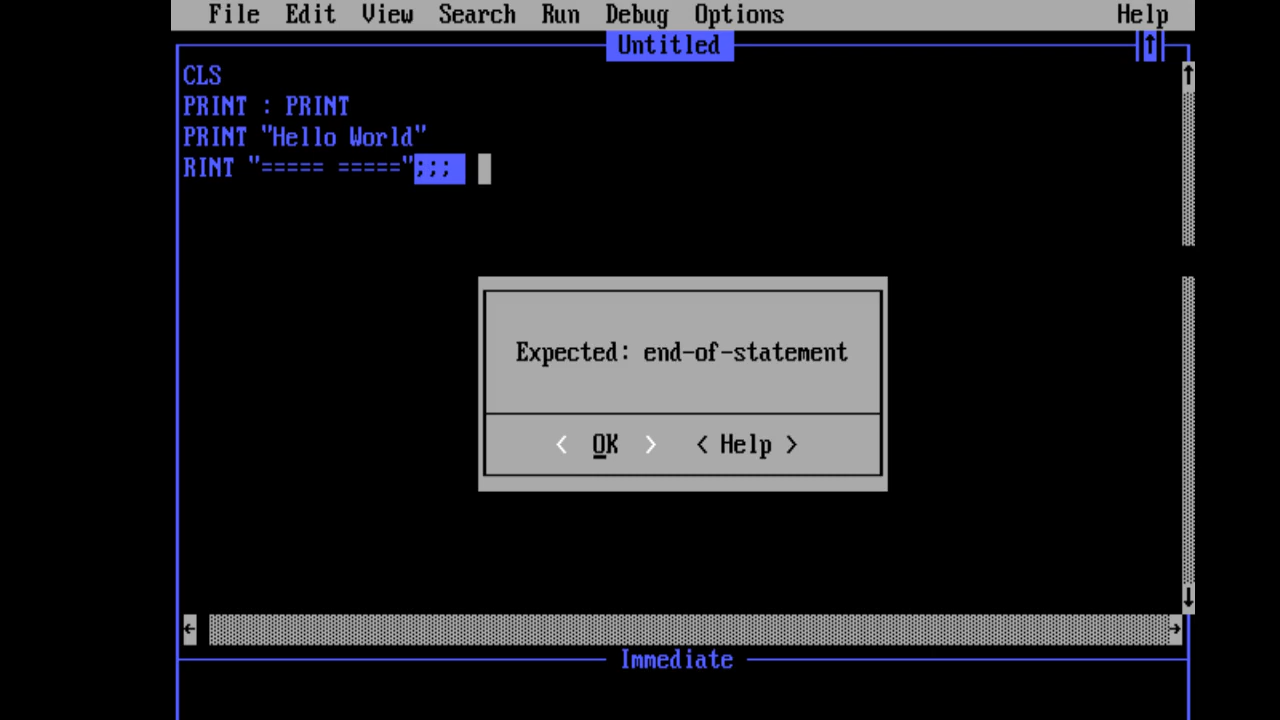 File Edit View Search Run Debug Options Help
Untitled
CLS
PRINT : PRINT
PRINT "Hello World"
RINT "===== =====";;;
Expected: end-of-statement
< OK > < Help >
Immediate